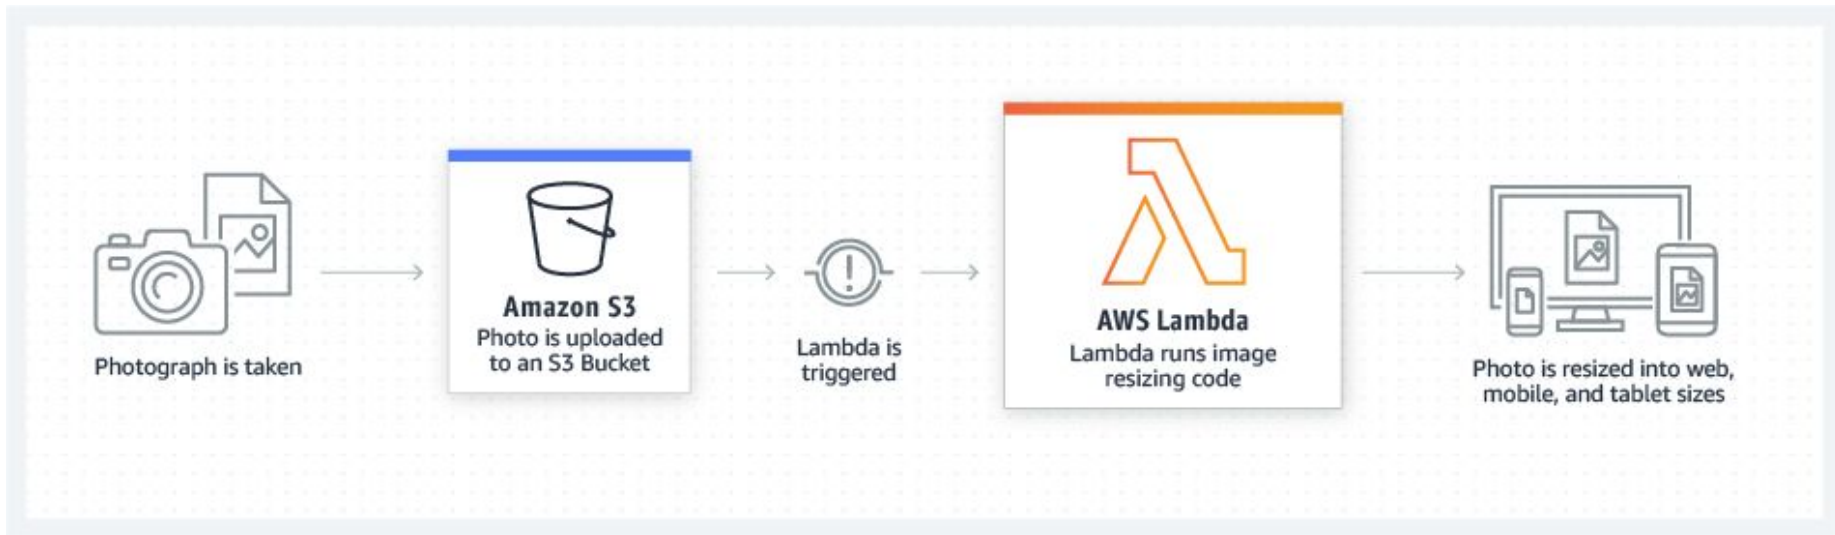 Photograph is taken
Amazon S3
Photo is uploaded
to an S3 Bucket
Lambda is
triggered
AWS Lambda
Lambda runs image
resizing code
Photo is resized into web,
mobile, and tablet sizes